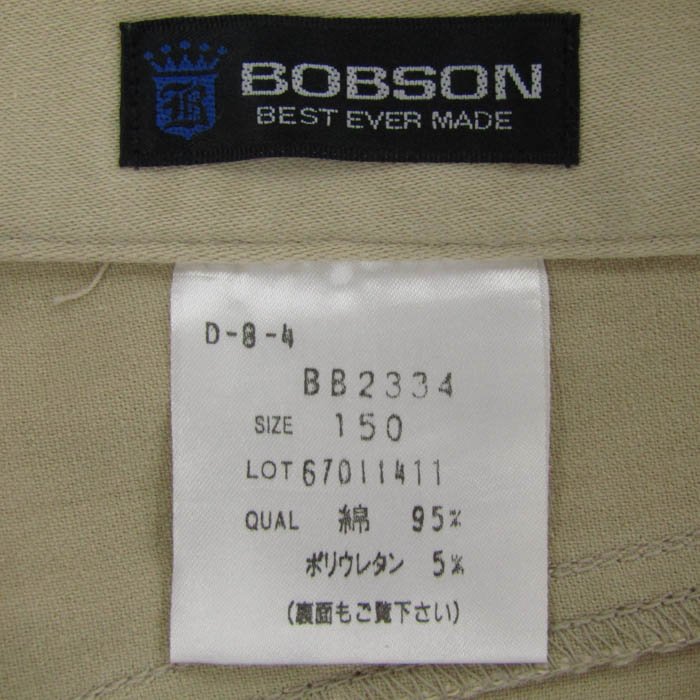 BOBSON
BEST EVER MADE
D-8-4
BB2334
SIZE 150
LOT 67011411
QUAL 綿 95%
ポリウレタン 5%
(裏面もご覧下さい)